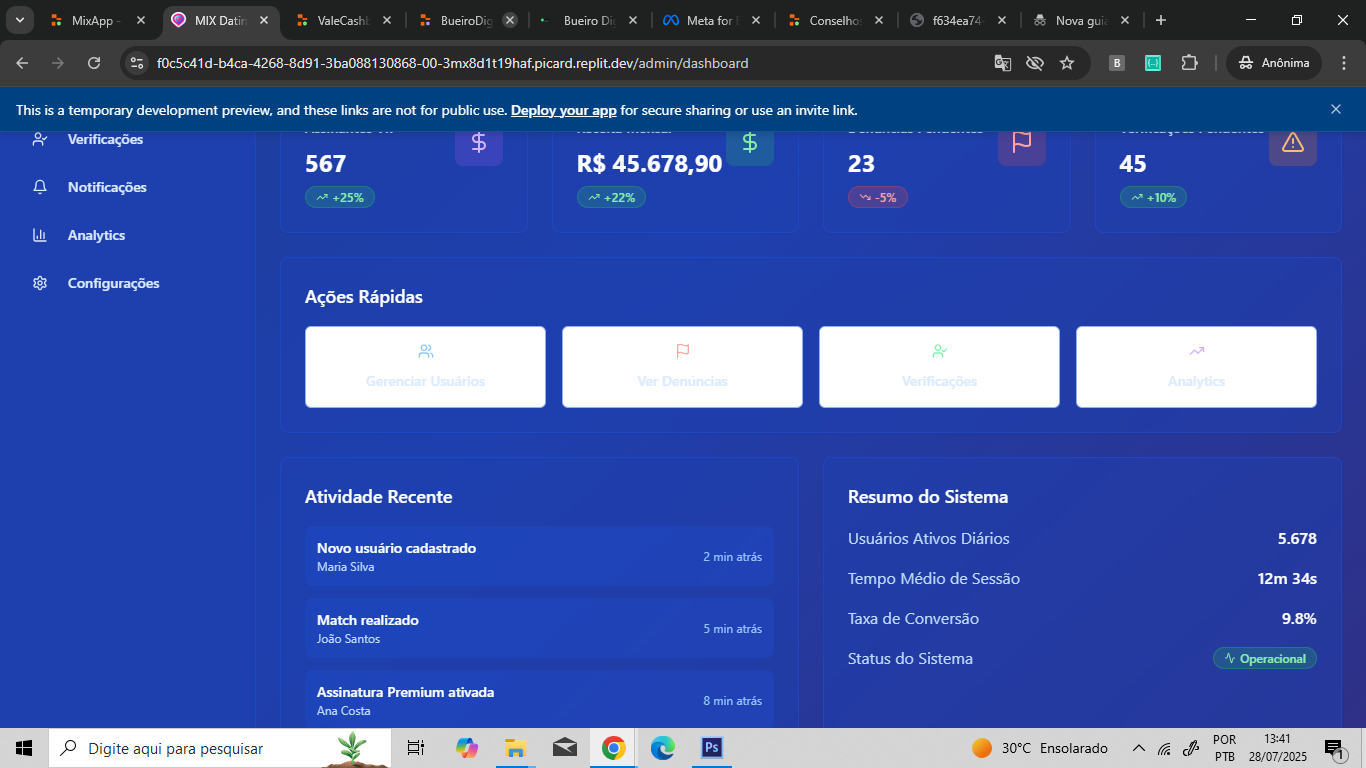 MixApp -
MIX Datin
ValeCash
BueiroDig
Bueiro Di
Meta for
Conselhos
f634ea74
Nova guia
f0c5c41d-b4ca-4268-8d91-3ba088130868-00-3mx8d1t19haf.picard.replit.dev/admin/dashboard
B
Anônima
This is a temporary development preview, and these links are not for public use. Deploy your app for secure sharing or use an invite link.
Verificações
Notificações
Analytics
Configurações
567
+25%
R$ 45.678,90
+22%
23
-5%
45
+10%
Ações Rápidas
Gerenciar Usuários
Ver Denúncias
Verificações
Analytics
Atividade Recente
Novo usuário cadastrado
Maria Silva
2 min atrás
Match realizado
João Santos
5 min atrás
Assinatura Premium ativada
Ana Costa
8 min atrás
Resumo do Sistema
Usuários Ativos Diários
5.678
Tempo Médio de Sessão
12m 34s
Taxa de Conversão
9.8%
Status do Sistema
Operacional
Digite aqui para pesquisar
Ps
30°C Ensolarado
POR
PTB
13:41
28/07/2025
1